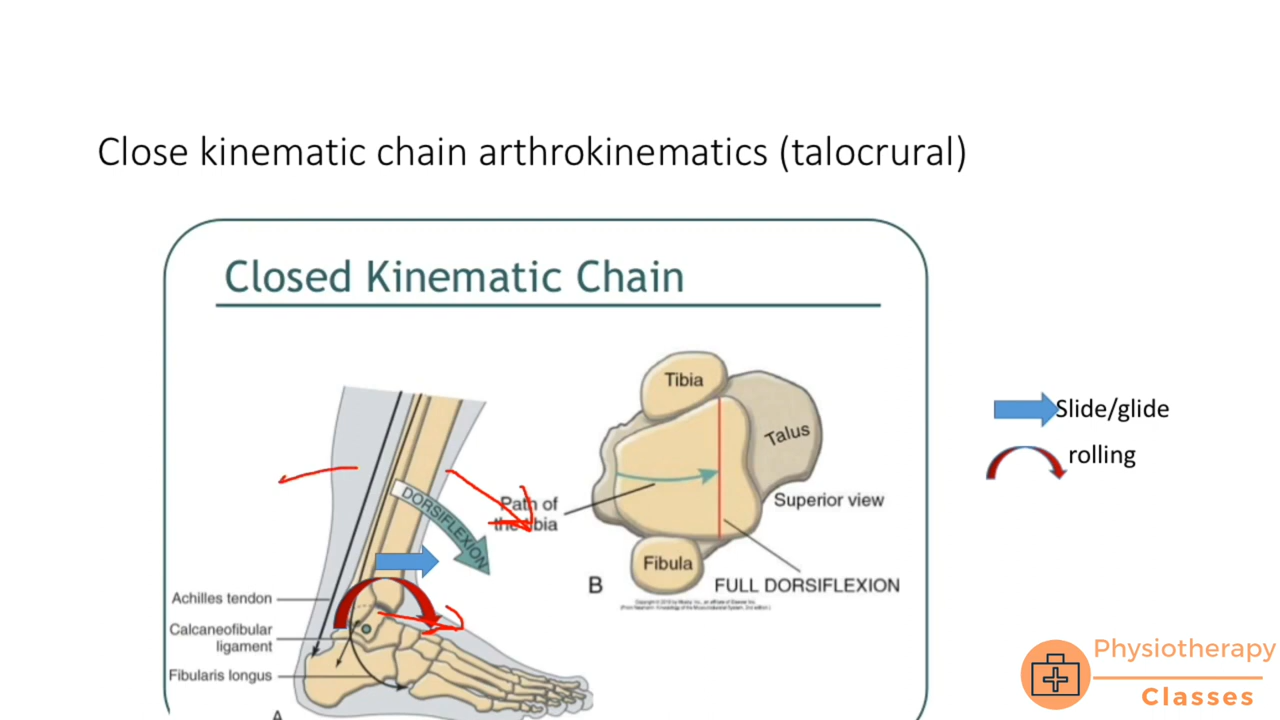 Close kinematic chain arthrokinematics (talocrural)
Closed Kinematic Chain
DORSIFLEXION
Path of
the tibia
Achilles tendon
Calcaneofibular
ligament
Fibularis longus
A
Tibia
Talus
Superior view
Fibula
B
FULL DORSIFLEXION
Slide/glide
rolling
Physiotherapy
Classes